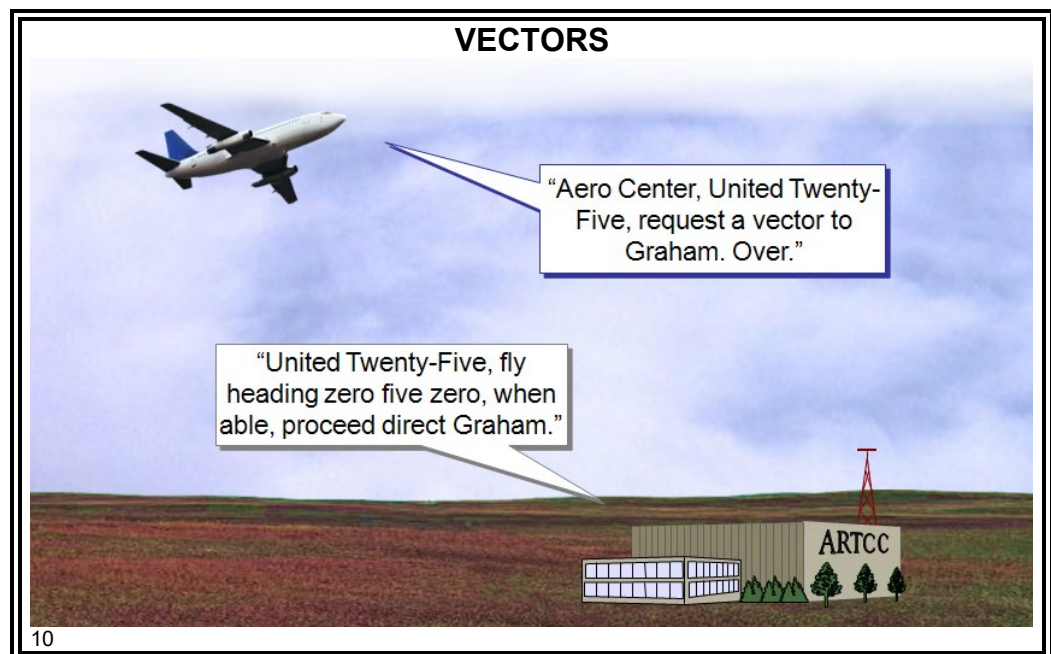 VECTORS
“Aero Center, United Twenty-
Five, request a vector to
Graham. Over.”
“United Twenty-Five, fly
heading zero five zero, when
able, proceed direct Graham.”
ARTCC
10